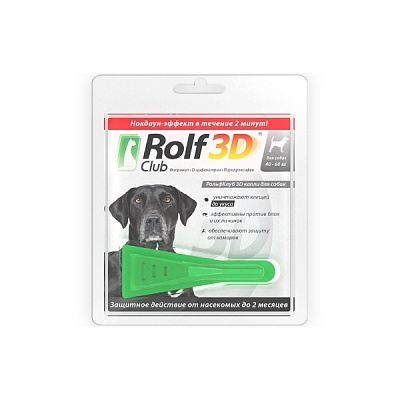 Нокдаун-эффект в течение 2 минут!
Rolf 3D®
Club
Фипронил • D-цифенотрин • Пирипроксифен
для собак
40 - 60 кг
РольфКлуб 3D капли для собак
уничтожают клещей
до укуса
эффективны против блох
и их личинок
обеспечивают защиту
от комаров
Защитное действие от насекомых до 2 месяцев